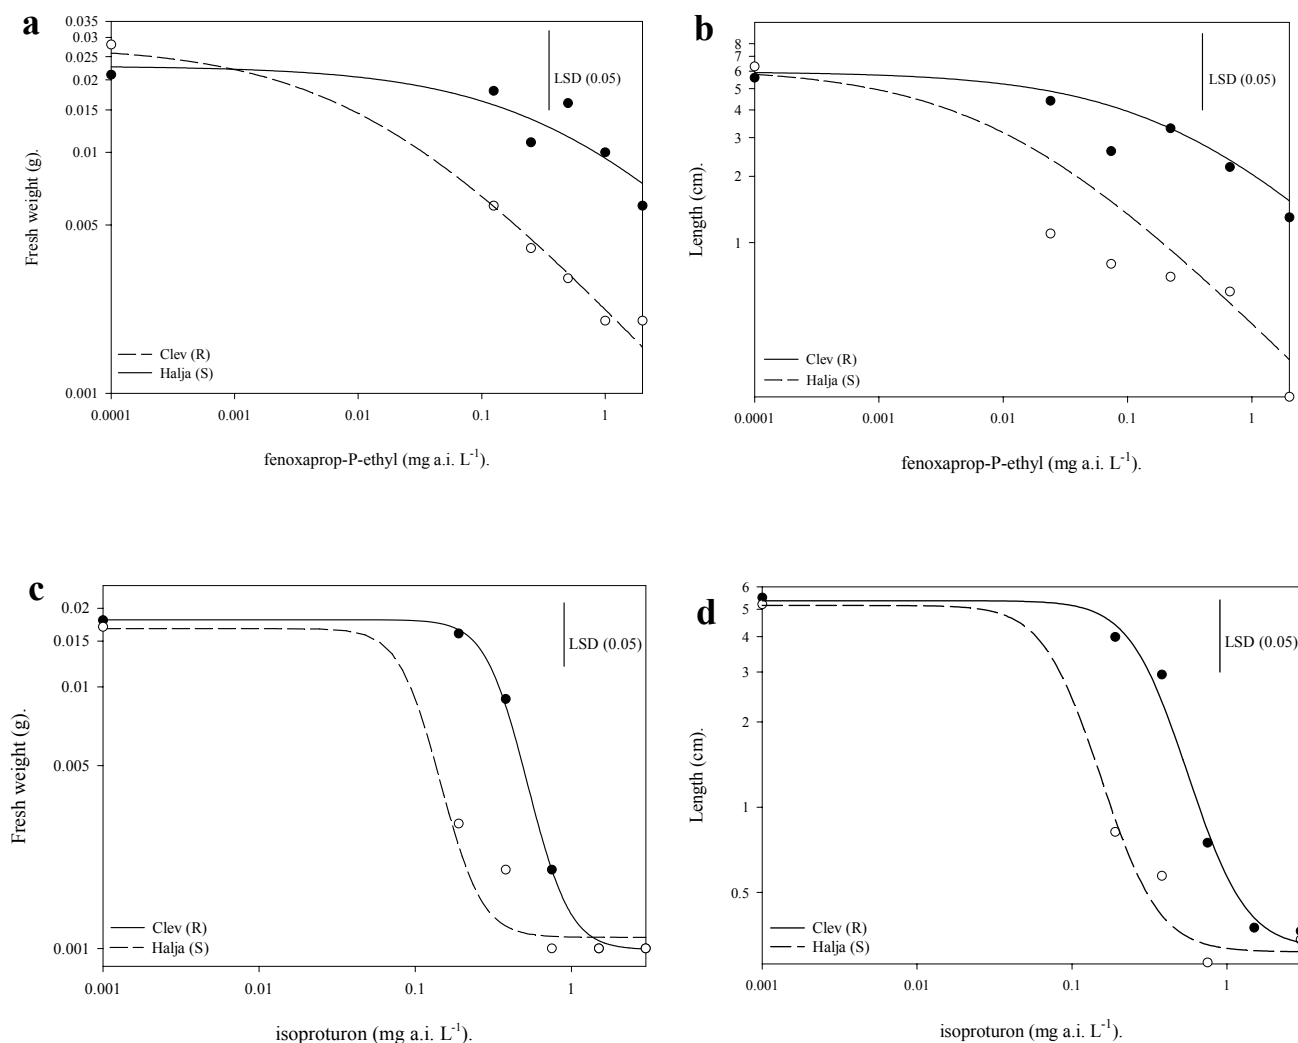 a
0.035
0.03
0.025
0.02
0.015
0.01
0.005
0.001
Fresh weight (g).
LSD (0.05)
Clev (R)
Halja (S)
0.0001 0.001 0.01 0.1 1
fenoxaprop-P-ethyl (mg a.i. L-1).
b
8
6
5
4
3
2
1
Length (cm).
LSD (0.05)
Clev (R)
Halja (S)
0.0001 0.001 0.01 0.1 1
fenoxaprop-P-ethyl (mg a.i. L-1).
c
0.02
0.015
0.01
0.005
0.001
Fresh weight (g).
LSD (0.05)
Clev (R)
Halja (S)
0.001 0.01 0.1 1
isoproturon (mg a.i. L-1).
d
6
5
4
3
2
1
0.5
Length (cm).
LSD (0.05)
Clev (R)
Halja (S)
0.001 0.01 0.1 1
isoproturon (mg a.i. L-1).